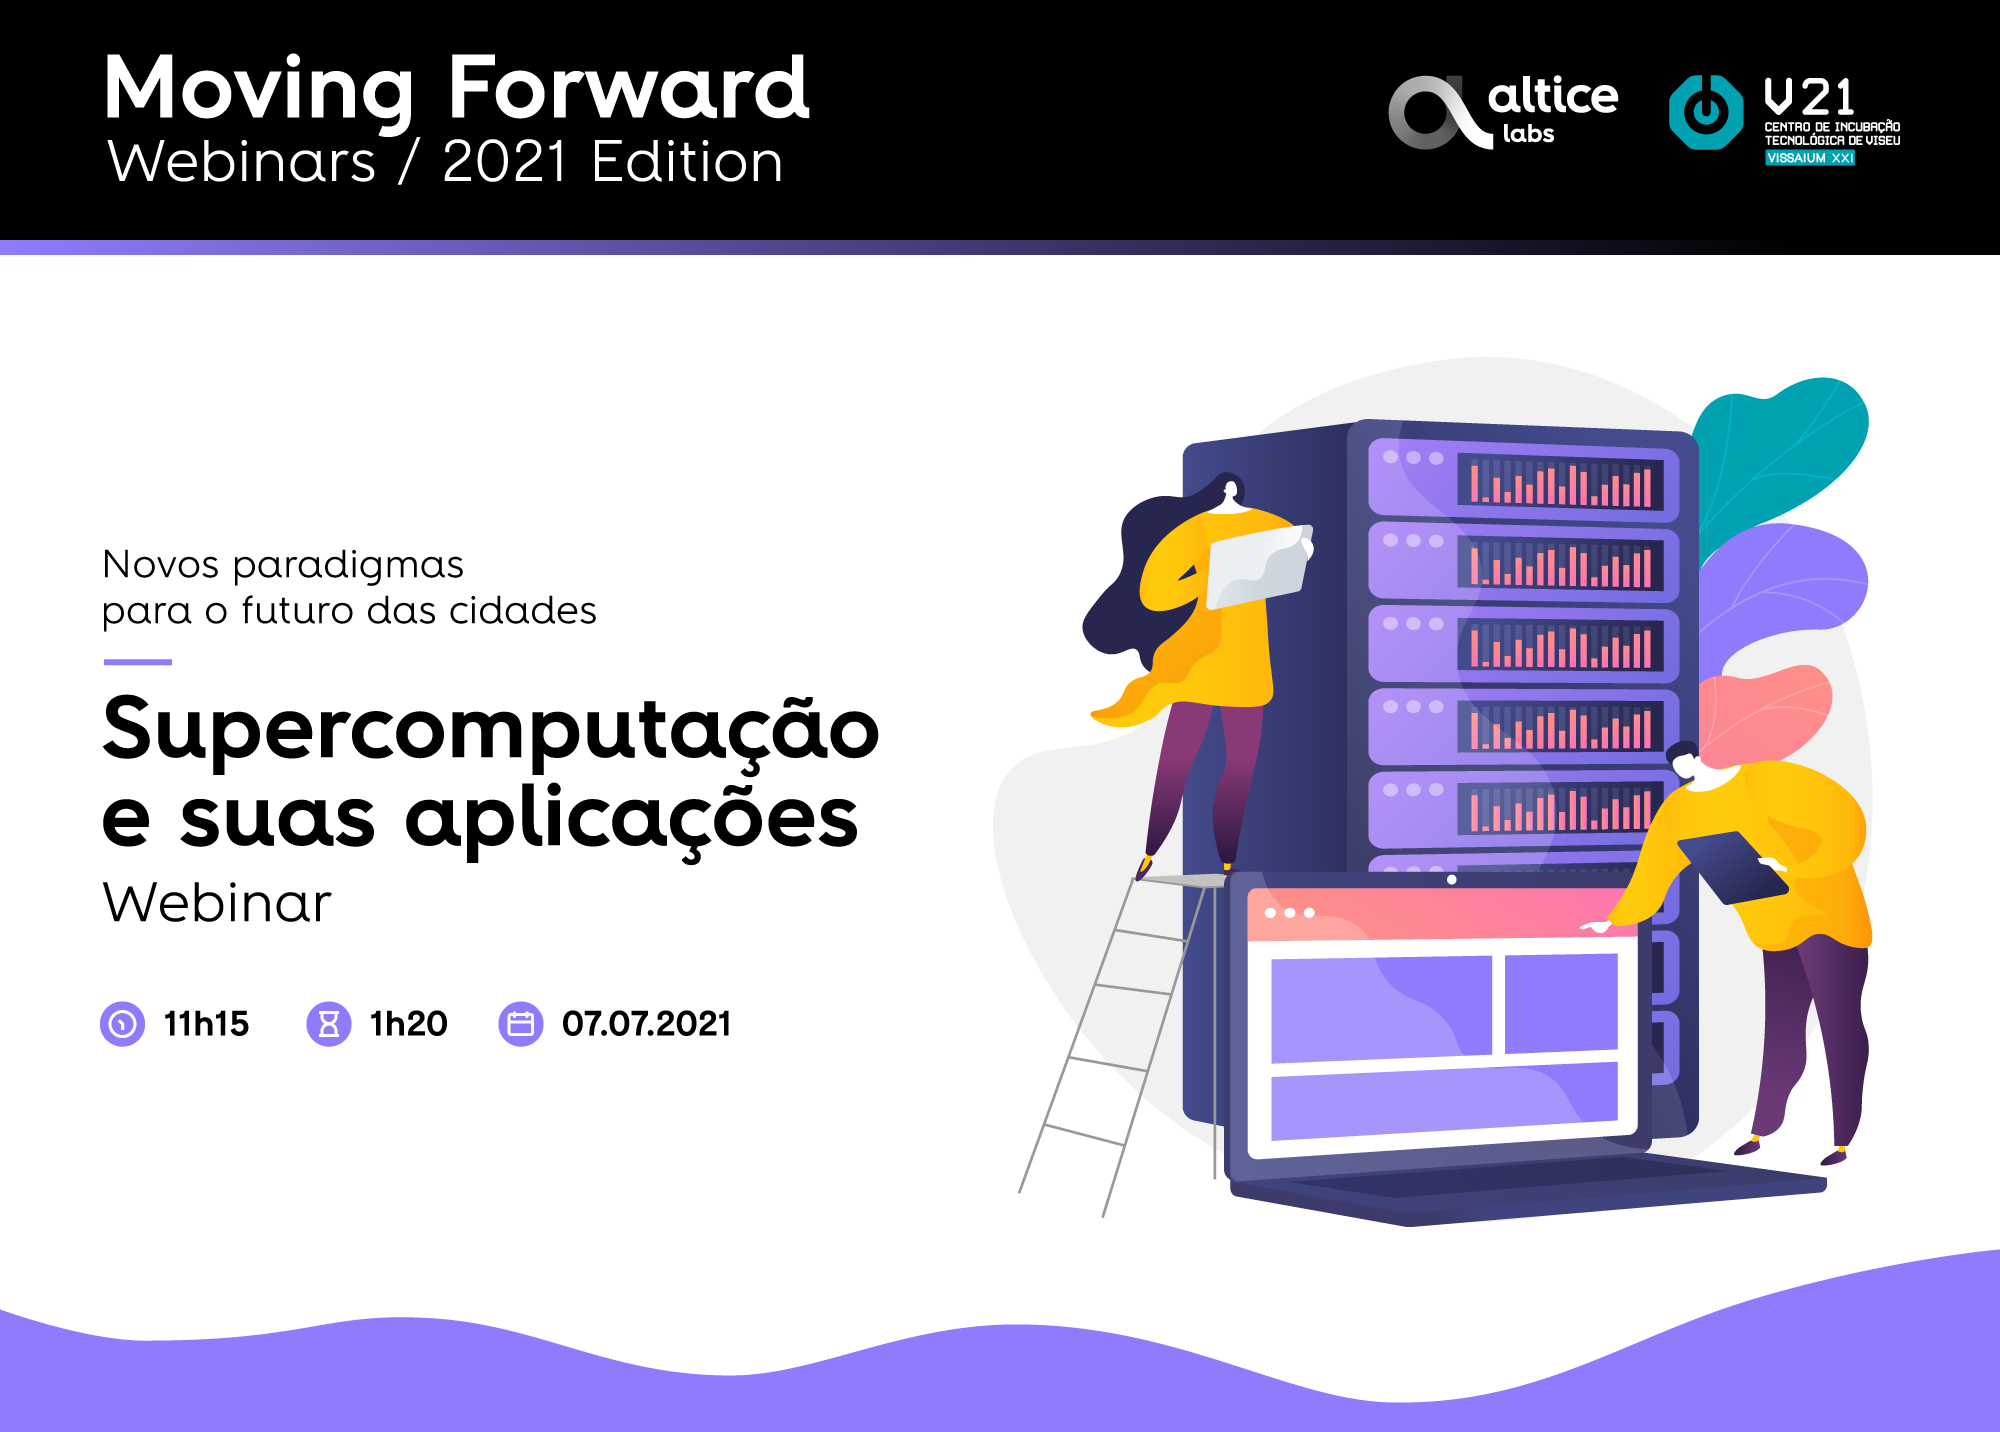 Moving Forward
Webinars / 2021 Edition
altice
labs
V21
CENTRO DE INCUBAÇÃO
TECNOLÓGICA DE VISEU
VISSAIUM XXI
Novos paradigmas
para o futuro das cidades
Supercomputação
e suas aplicações
Webinar
11h15 1h20 07.07.2021